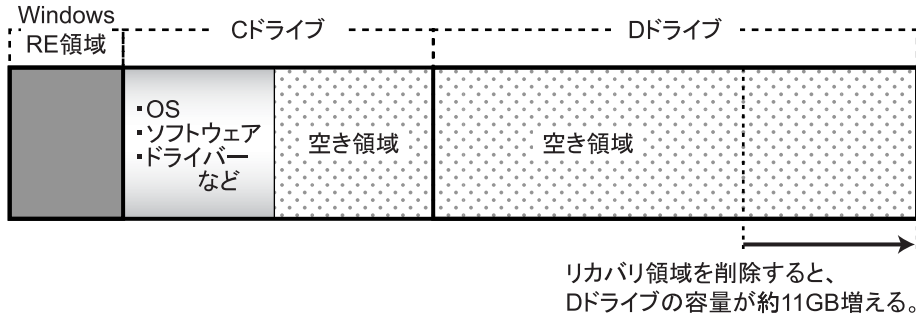 Windows
RE領域
Cドライブ
Dドライブ
・OS
・ソフトウェア
・ドライバー
など
空き領域
空き領域
リカバリ領域を削除すると、
Dドライブの容量が約11GB増える。